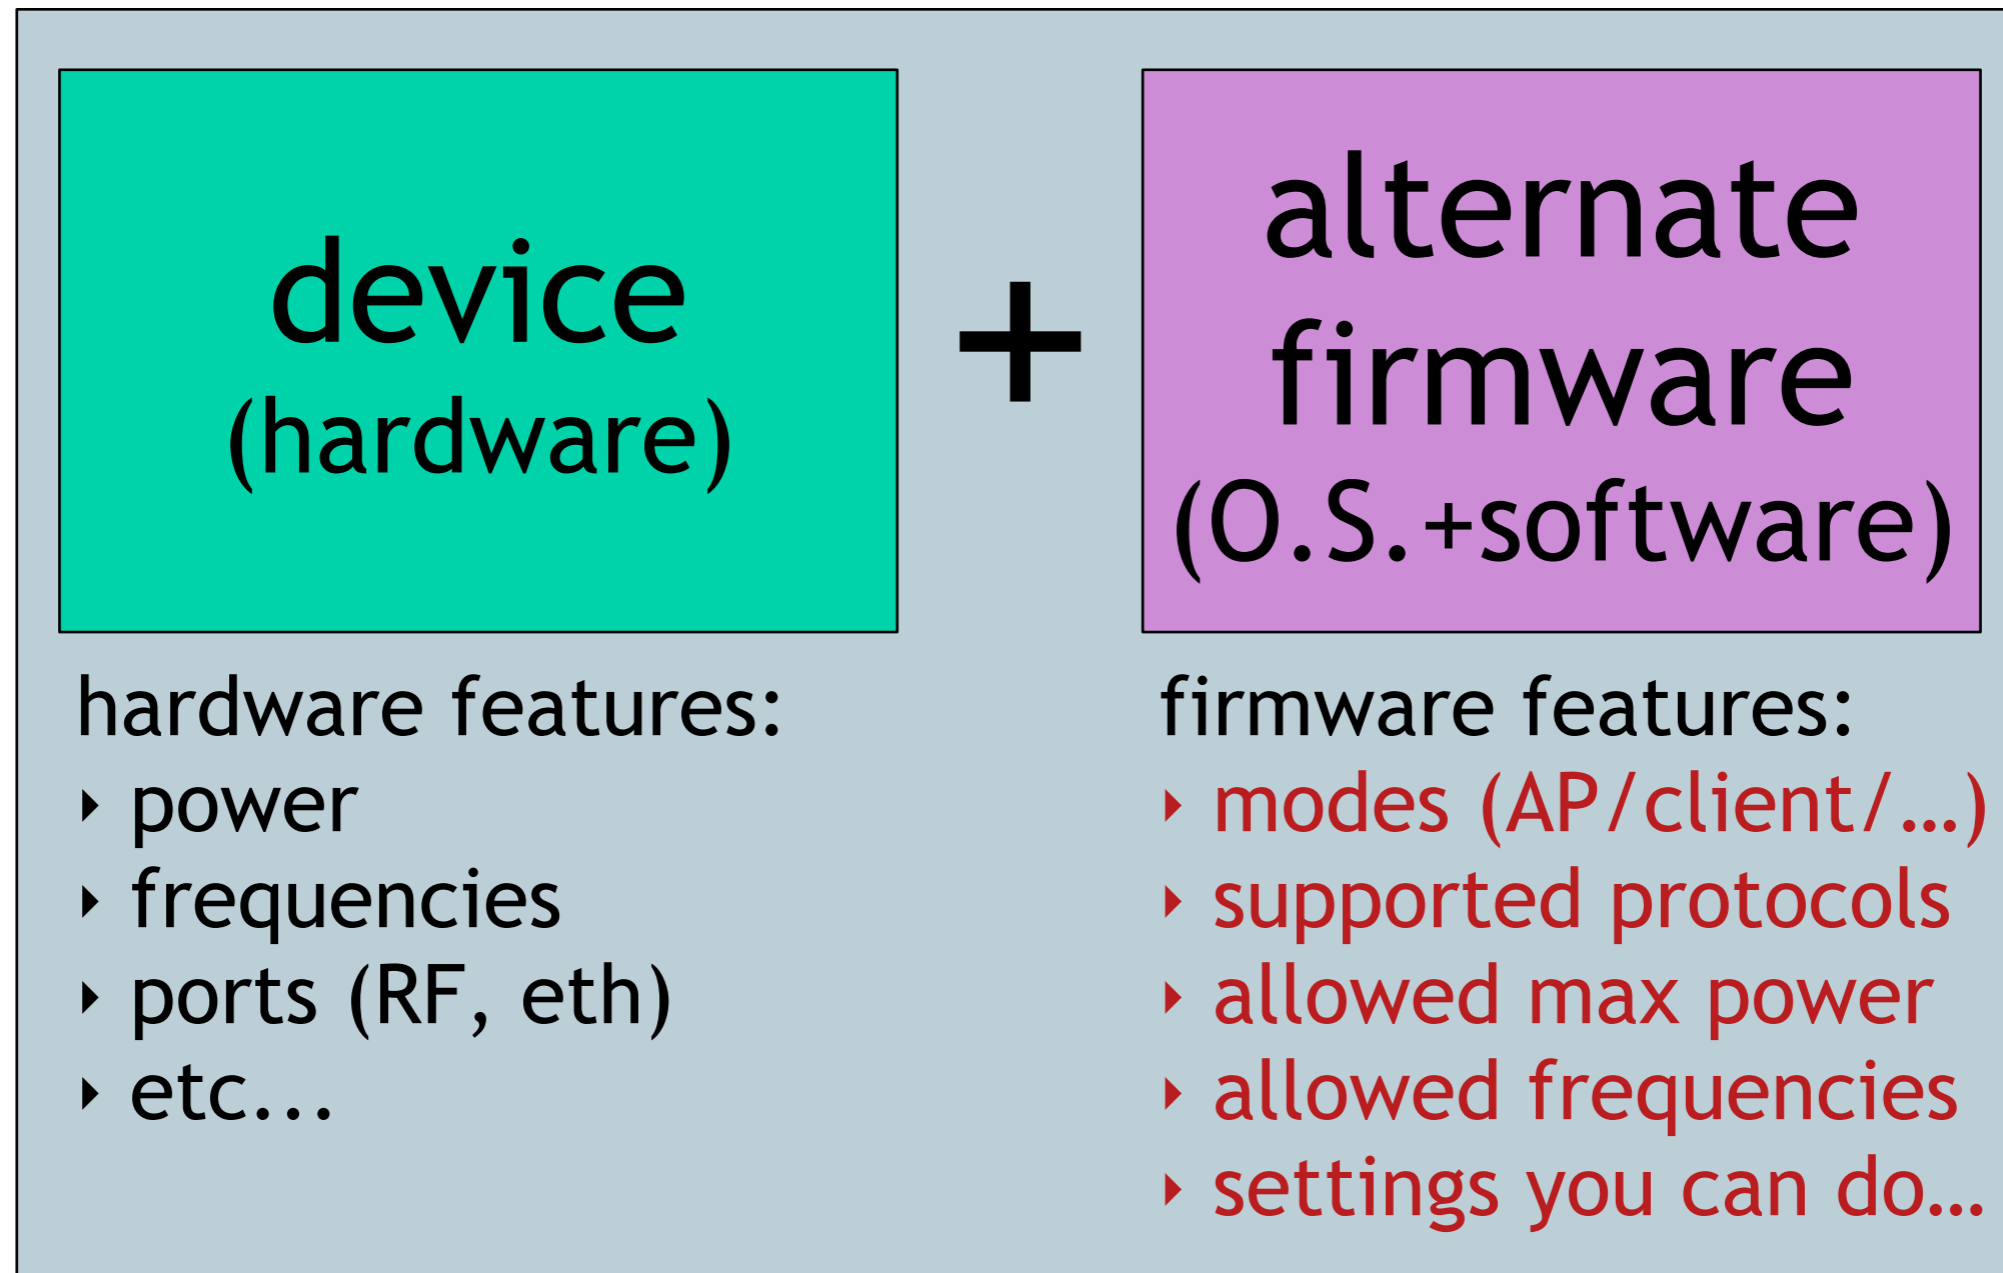 device
(hardware)
+
alternate
firmware
(O.S.+software)
hardware features:
‣ power
‣ frequencies
‣ ports (RF, eth)
‣ etc...
firmware features:
‣ modes (AP/client/…)
‣ supported protocols
‣ allowed max power
‣ allowed frequencies
‣ settings you can do…